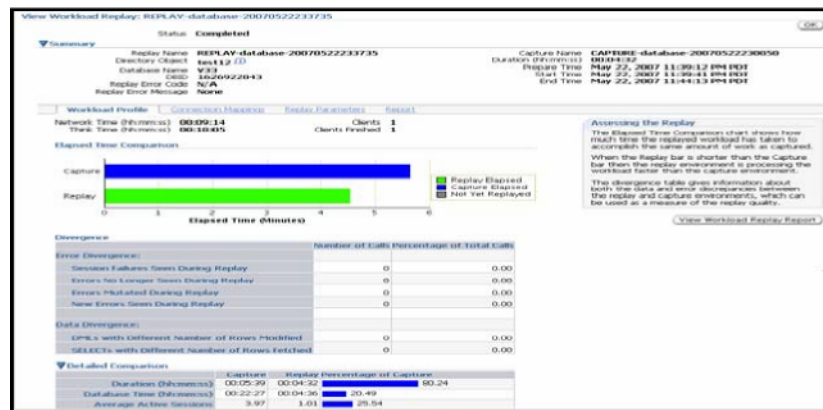 View Workload Replay: REPLAY-database-20070522233735
OK
Status Completed
Summary
Replay Name REPLAY-database-20070522233735
Directory Object test12
Database Name V33
DBID 1626922043
Replay Error Code N/A
Replay Error Message None
Capture Name CAPTURE-database-20070522230050
Duration (hh:mm:ss) 00:04:32
Prepare Time May 22, 2007 11:39:12 PM PDT
Start Time May 22, 2007 11:39:41 PM PDT
End Time May 22, 2007 11:44:13 PM PDT
Workload Profile Connection Mappings Replay Parameters Report
Network Time (hh:mm:ss) 00:09:14
Think Time (hh:mm:ss) 00:10:05
Clients 1
Clients Finished 1
Elapsed Time Comparison
Capture
Replay
0 1 2 3 4 5 6
Elapsed Time (Minutes)
Replay Elapsed
Capture Elapsed
Not Yet Replayed
Assessing the Replay
The Elapsed Time Comparison chart shows how
much time the replayed workload has taken to
accomplish the same amount of work as captured.
When the Replay bar is shorter than the Capture
bar then the replay environment is processing the
workload faster than the capture environment.
The divergence table gives information about
both the data and error discrepancies between
the replay and capture environments, which can
be used as a measure of the replay quality.
View Workload Replay Report
Divergence
Number of Calls Percentage of Total Calls
Error Divergence:
Session Failures Seen During Replay 0 0.00
Errors No Longer Seen During Replay 0 0.00
Errors Mutated During Replay 0 0.00
New Errors Seen During Replay 0 0.00
Data Divergence:
DMLs with Different Number of Rows Modified 0 0.00
SELECTs with Different Number of Rows Fetched 0 0.00
Detailed Comparison
Capture Replay Percentage of Capture
Duration (hh:mm:ss) 00:05:39 00:04:32 80.24
Database Time (hh:mm:ss) 00:22:27 00:04:36 20.49
Average Active Sessions 3.97 1.01 25.54